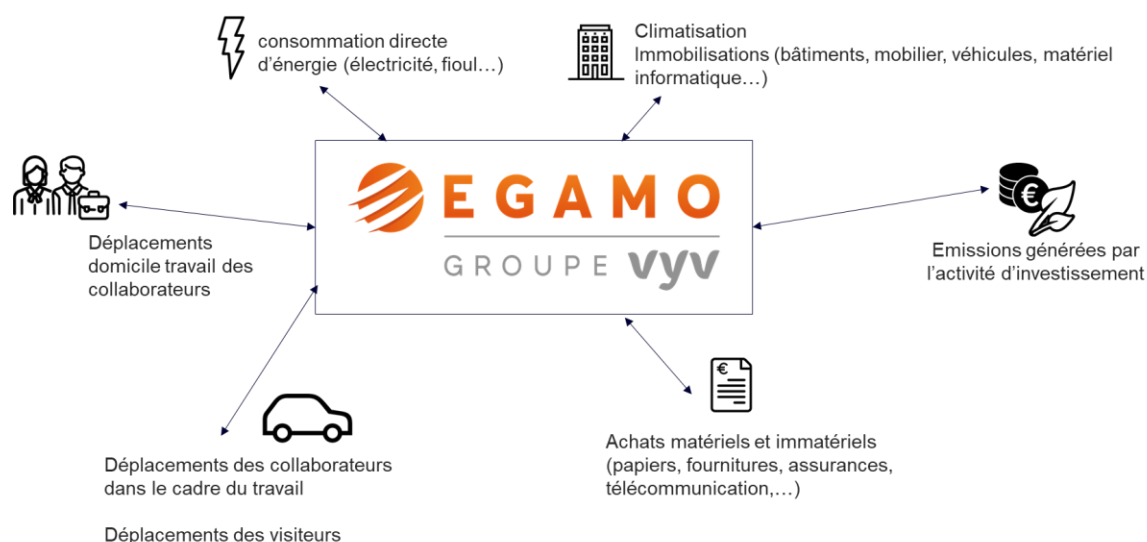 consommation directe
d'énergie (électricité, fioul…)
Climatisation
Immobilisations (bâtiments, mobilier, véhicules, matériel
informatique…)
EGAMO
GROUPE vyv
Déplacements
domicile travail des
collaborateurs
€
Emissions générées par
l'activité d'investissement
€
Achats matériels et immatériels
(papiers, fournitures, assurances,
télécommunication,…)
Déplacements des collaborateurs
dans le cadre du travail
Déplacements des visiteurs